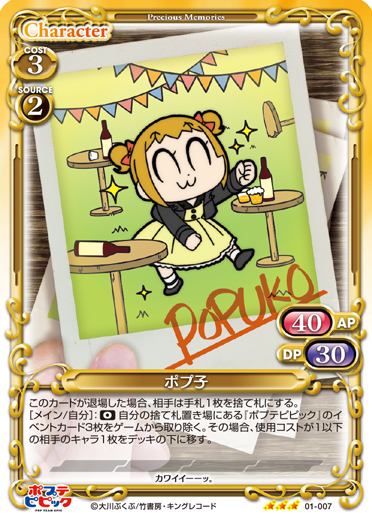 Precious Memories
Character
COST
3
SOURCE
2
POPUKO
40 AP
DP 30
ポプ子
このカードが退場した場合、相手は手札1枚を捨て札にする。
[メイン/自分]: 自分の捨て札置き場にある『ポプテピピック』のイ
ベントカード3枚をゲームから取り除く。その場合、使用コストが1以下
の相手のキャラ1枚をデッキの下に移す。
カワイイーーッ。
ポプテピピック
POP TEAM EPIC
©大川ぶくぶ/竹書房・キングレコード
01-007